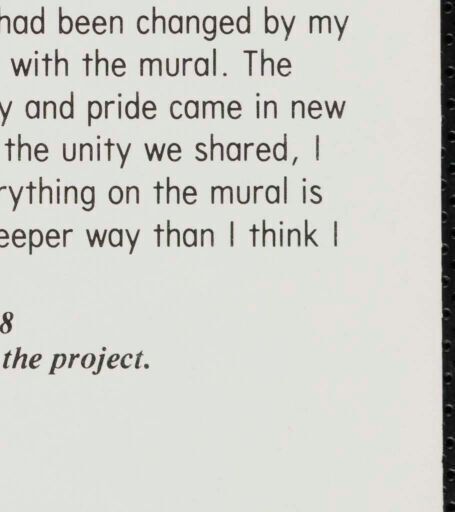 had been changed by my
with the mural. The
y and pride came in new
the unity we shared, I
rything on the mural is
eeper way than I think I
8
the project.